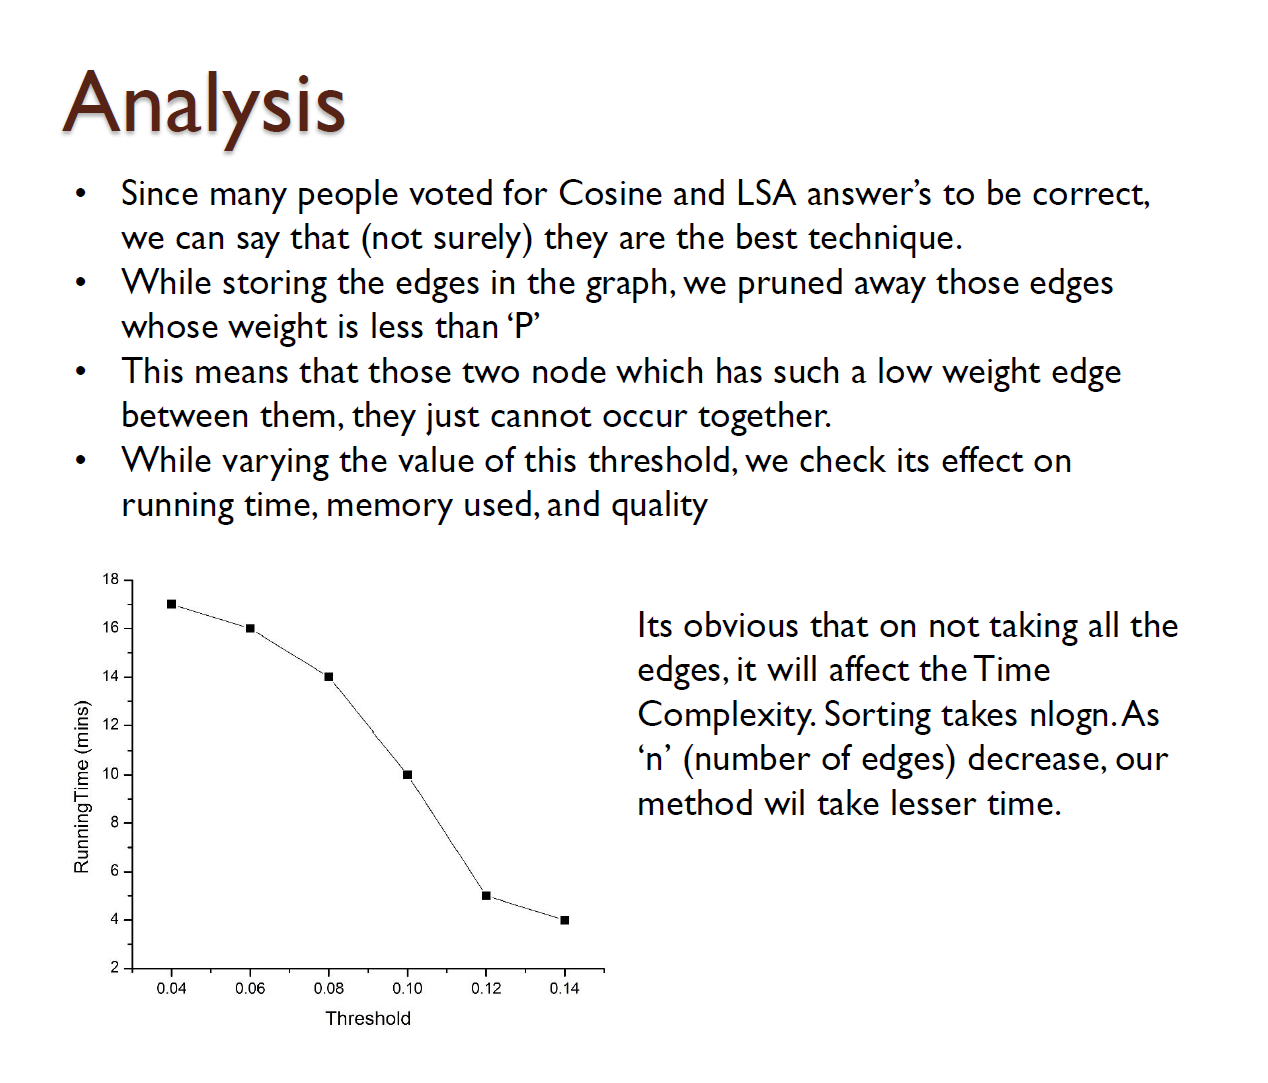 Analysis
• Since many people voted for Cosine and LSA answer’s to be correct,
we can say that (not surely) they are the best technique.
• While storing the edges in the graph, we pruned away those edges
whose weight is less than ‘P’
• This means that those two node which has such a low weight edge
between them, they just cannot occur together.
• While varying the value of this threshold, we check its effect on
running time, memory used, and quality
18
16
14
12
10
8
6
4
2
RunningTime (mins)
0.04 0.06 0.08 0.10 0.12 0.14
Threshold
Its obvious that on not taking all the
edges, it will affect the Time
Complexity. Sorting takes nlogn. As
‘n’ (number of edges) decrease, our
method wil take lesser time.